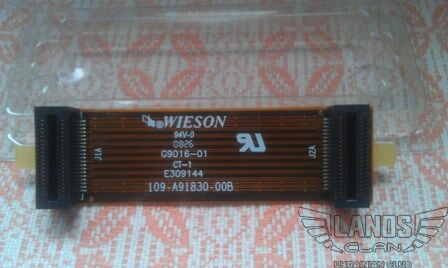 WIESON
94V-0
0826
G9016-01
CT-1
E309144
109-A91830-00B
J1A
J2A
LANOS
CLAN
UKRAINIAN CLUB